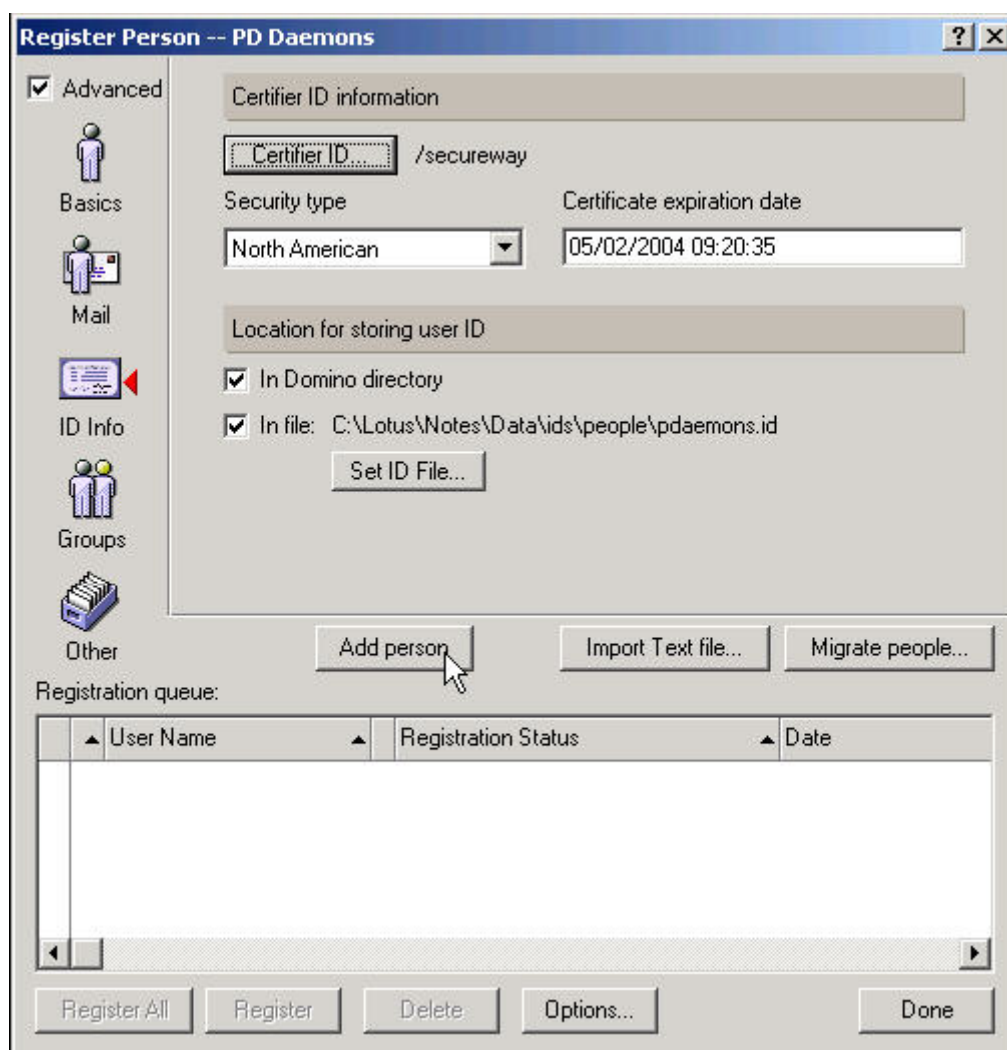 Register Person -- PD Daemons
Advanced
Basics
Mail
ID Info
Groups
Other
Certifier ID information
Certifier ID... /secureway
Security type Certificate expiration date
North American 05/02/2004 09:20:35
Location for storing user ID
In Domino directory
In file: C:\Lotus\Notes\Data\ids\people\pdaemons.id
Set ID File...
Add person Import Text file... Migrate people...
Registration queue:
User Name Registration Status Date
Register All Register Delete Options... Done